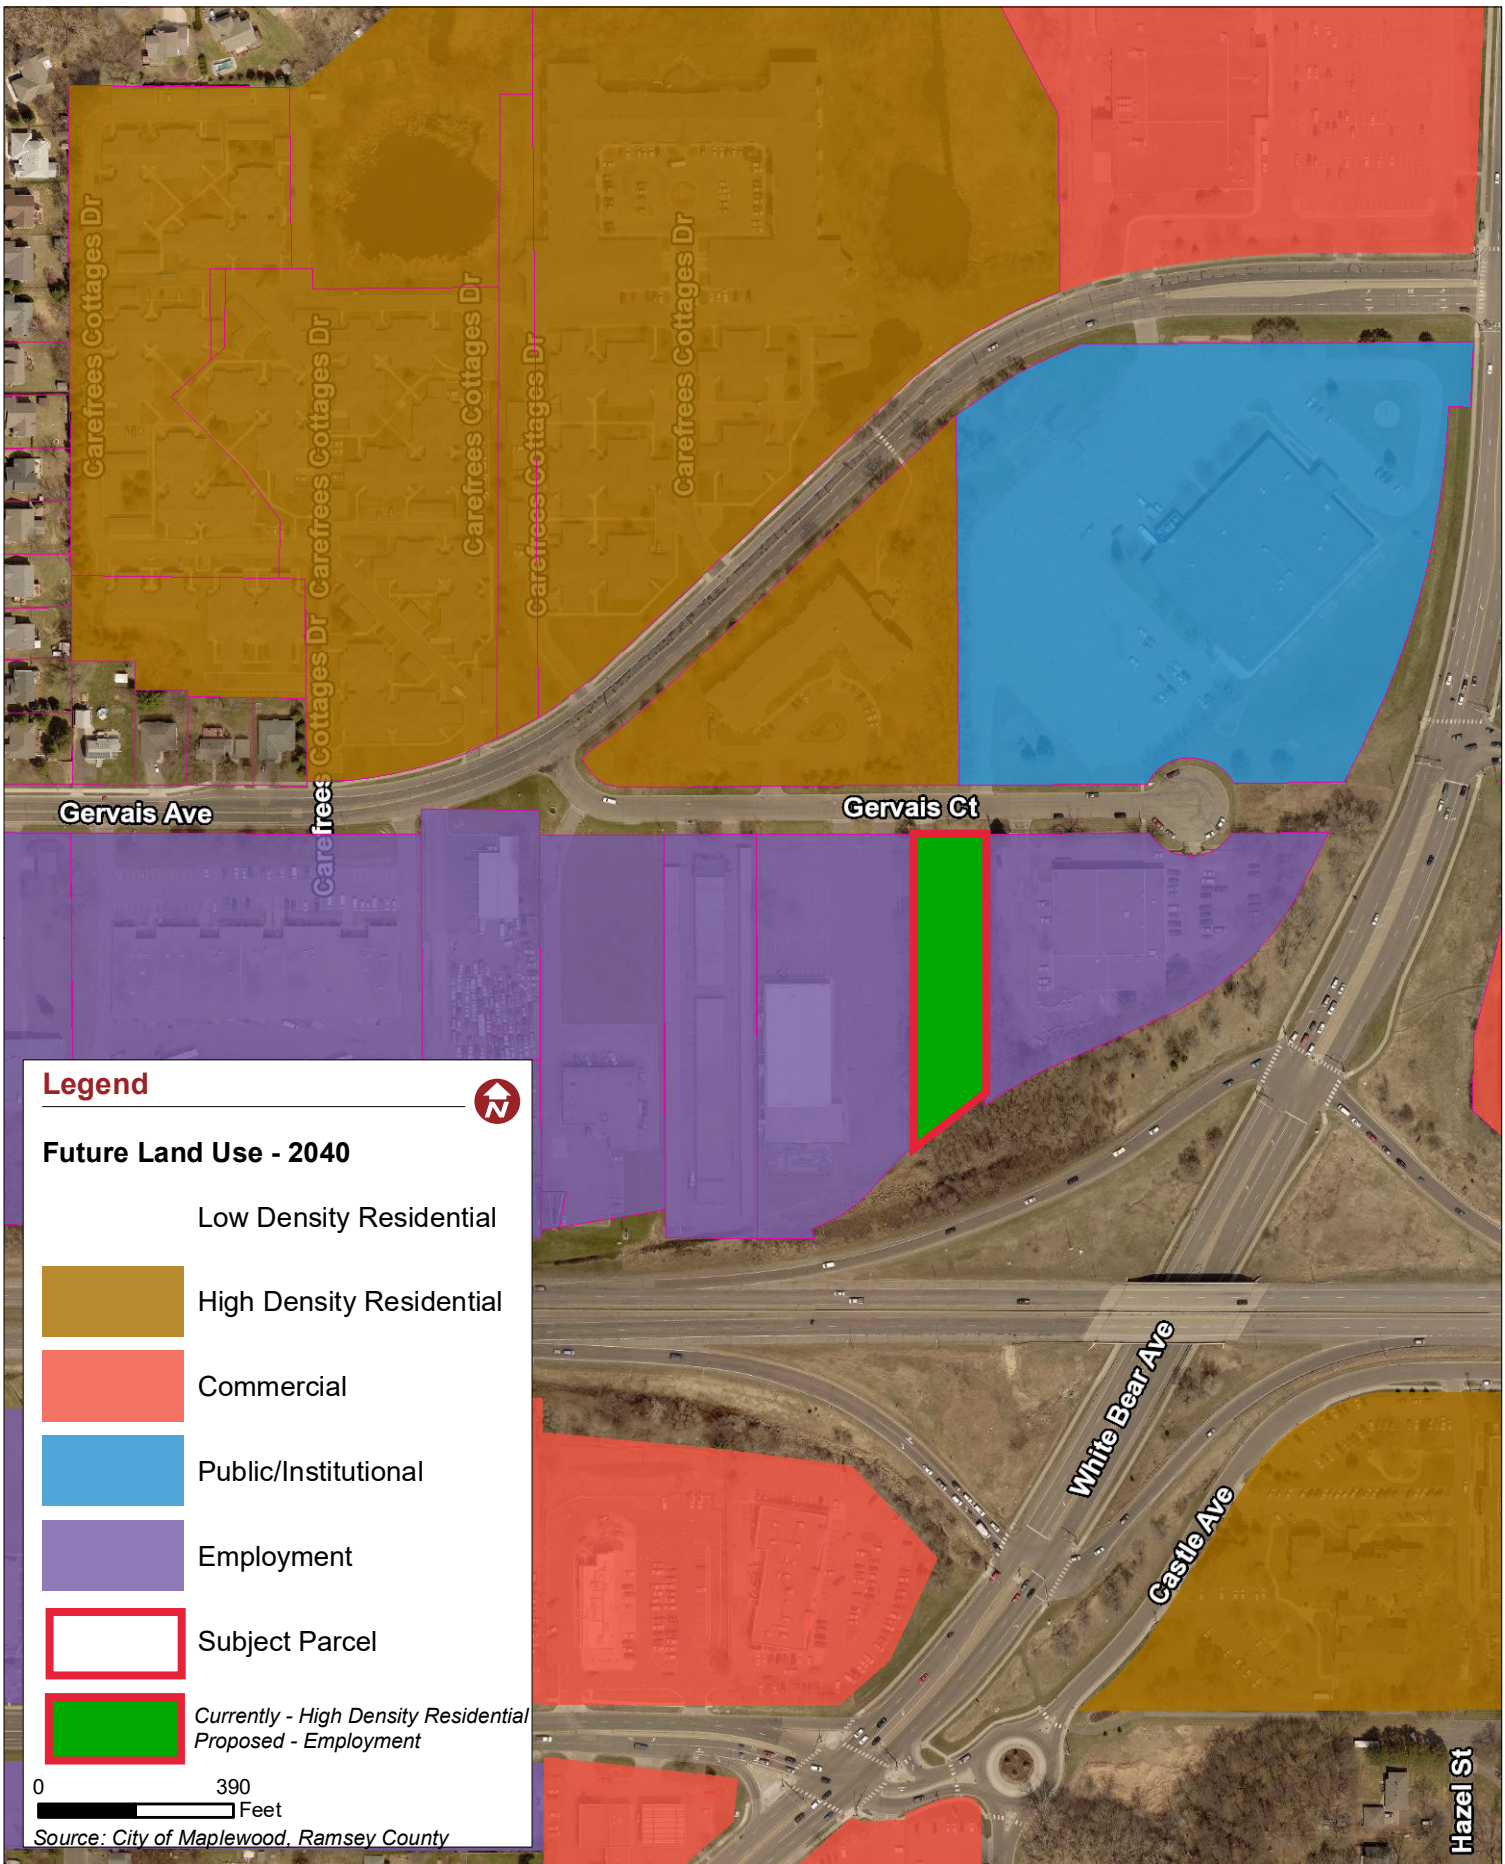 Carefrees Cottages Dr
Carefrees Cottages Dr
Carefrees Cottages Dr
Carefrees Cottages Dr
Carefrees Cottages Dr
Carefrees Cottages Dr
Gervais Ave
Gervais Ct
White Bear Ave
Castle Ave
Hazel St
Legend
N
Future Land Use - 2040
Low Density Residential
High Density Residential
Commercial
Public/Institutional
Employment
Subject Parcel
Currently - High Density Residential
Proposed - Employment
0 390
Feet
Source: City of Maplewood, Ramsey County